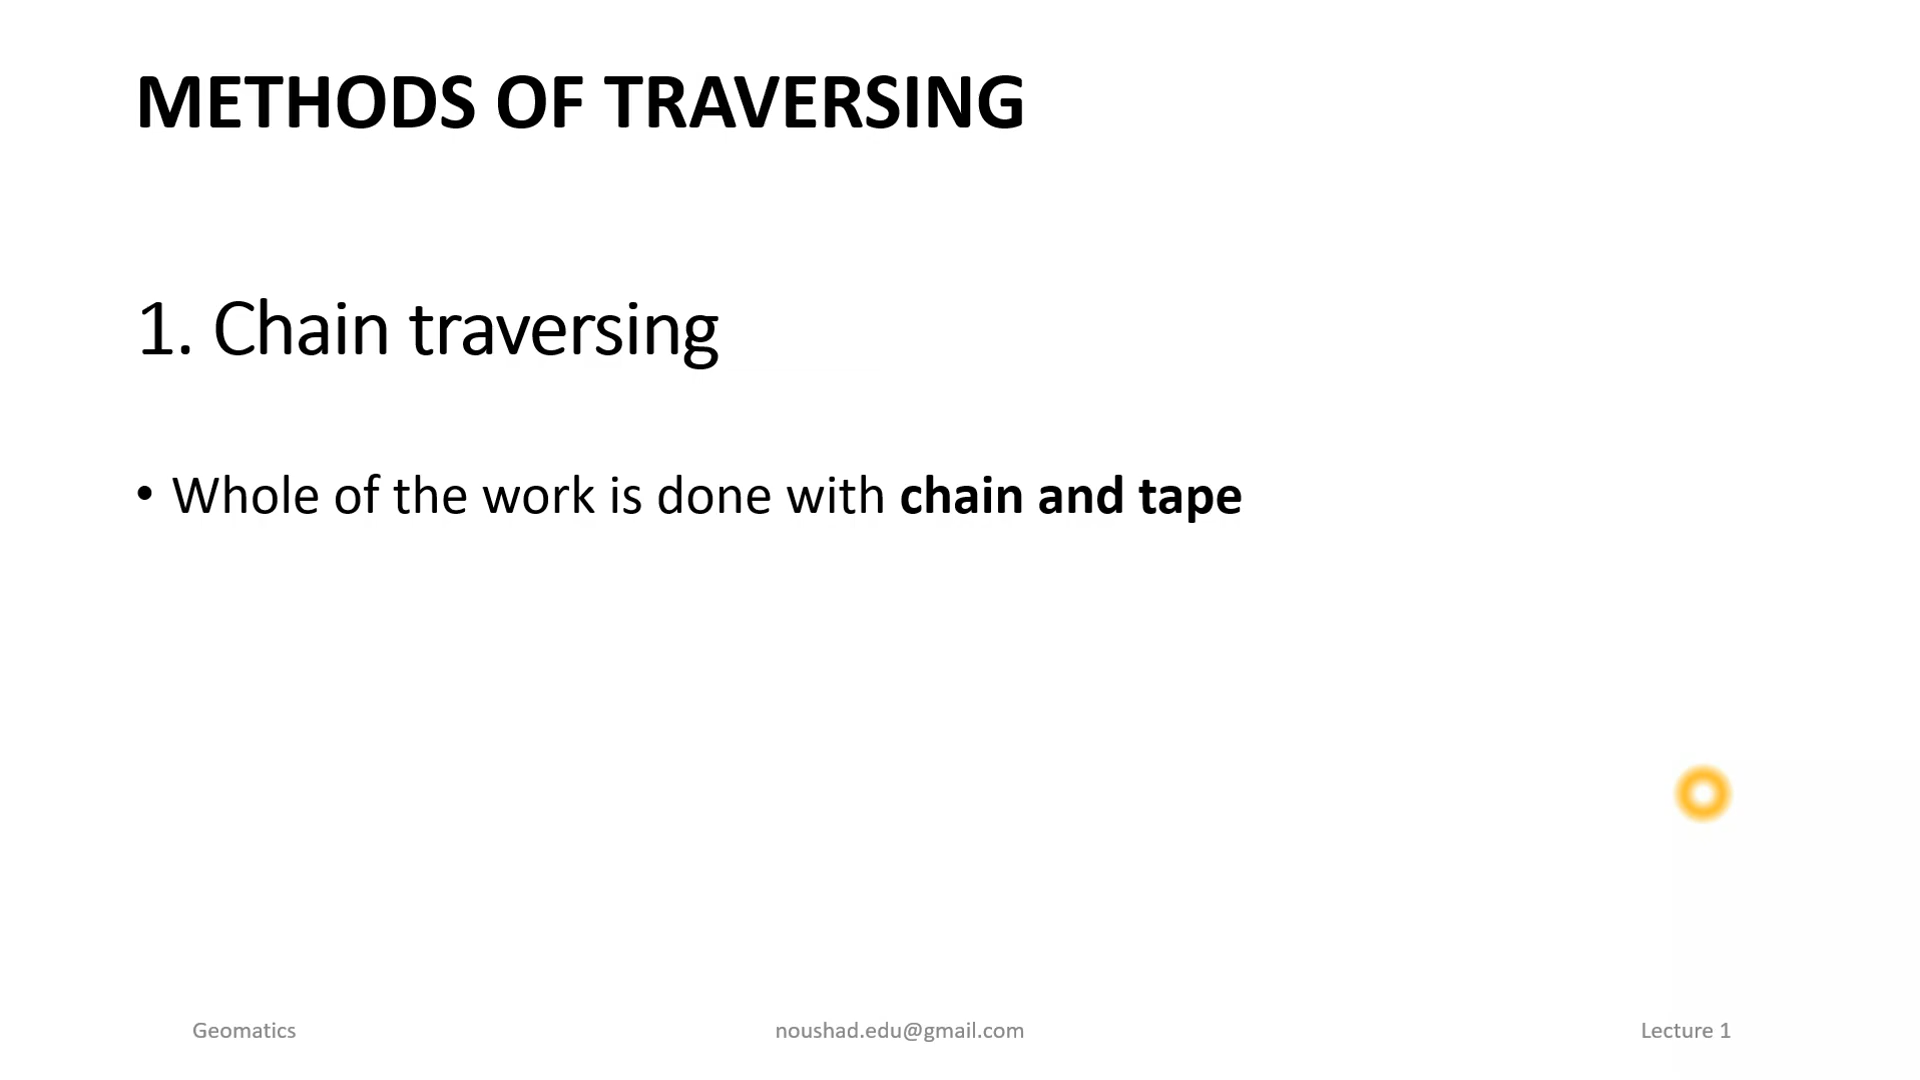 METHODS OF TRAVERSING
1. Chain traversing
• Whole of the work is done with chain and tape
Geomatics noushad.edu@gmail.com Lecture 1